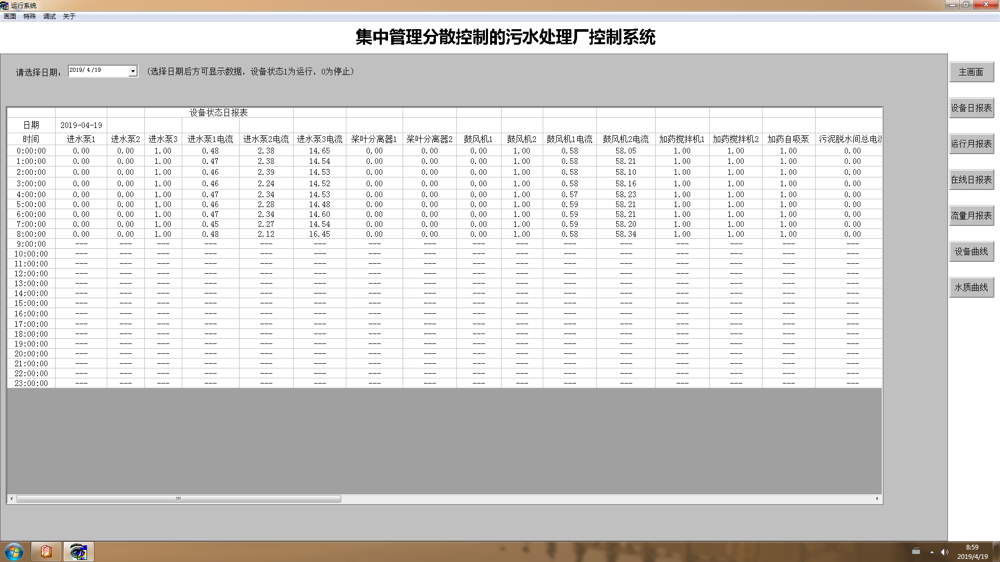 运行系统
画面 特殊 调试 关于
集中管理分散控制的污水处理厂控制系统
请选择日期： 2019/ 4 /19 （选择日期后方可显示数据，设备状态1为运行，0为停止）
主画面
设备日报表
运行月报表
在线日报表
流量月报表
设备曲线
水质曲线
设备状态日报表
日期 2019-04-19
时间 进水泵1 进水泵2 进水泵3 进水泵1电流 进水泵2电流 进水泵3电流 桨叶分离器1 桨叶分离器2 鼓风机1 鼓风机2 鼓风机1电流 鼓风机2电流 加药搅拌机1 加药搅拌机2 加药自吸泵 污泥脱水间总电流
0:00:00 0.00 0.00 1.00 0.48 2.38 14.65 0.00 0.00 0.00 1.00 0.58 58.05 1.00 1.00 1.00 0.00
1:00:00 0.00 0.00 1.00 0.47 2.38 14.54 0.00 0.00 0.00 1.00 0.58 58.21 1.00 1.00 1.00 0.00
2:00:00 0.00 0.00 1.00 0.46 2.39 14.53 0.00 0.00 0.00 1.00 0.58 58.10 1.00 1.00 1.00 0.00
3:00:00 0.00 0.00 1.00 0.46 2.24 14.52 0.00 0.00 0.00 1.00 0.58 58.16 1.00 1.00 1.00 0.00
4:00:00 0.00 0.00 1.00 0.47 2.34 14.53 0.00 0.00 0.00 1.00 0.57 58.23 1.00 1.00 1.00 0.00
5:00:00 0.00 0.00 1.00 0.46 2.28 14.48 0.00 0.00 0.00 1.00 0.59 58.21 1.00 1.00 1.00 0.00
6:00:00 0.00 0.00 1.00 0.47 2.34 14.60 0.00 0.00 0.00 1.00 0.59 58.21 1.00 1.00 1.00 0.00
7:00:00 0.00 0.00 1.00 0.45 2.27 14.54 0.00 0.00 0.00 1.00 0.59 58.20 1.00 1.00 1.00 0.00
8:00:00 0.00 0.00 1.00 0.48 2.12 16.45 0.00 0.00 0.00 1.00 0.58 58.34 1.00 1.00 1.00 0.00
9:00:00 --- --- --- --- --- --- --- --- --- --- --- --- --- --- --- ---
10:00:00 --- --- --- --- --- --- --- --- --- --- --- --- --- --- --- ---
11:00:00 --- --- --- --- --- --- --- --- --- --- --- --- --- --- --- ---
12:00:00 --- --- --- --- --- --- --- --- --- --- --- --- --- --- --- ---
13:00:00 --- --- --- --- --- --- --- --- --- --- --- --- --- --- --- ---
14:00:00 --- --- --- --- --- --- --- --- --- --- --- --- --- --- --- ---
15:00:00 --- --- --- --- --- --- --- --- --- --- --- --- --- --- --- ---
16:00:00 --- --- --- --- --- --- --- --- --- --- --- --- --- --- --- ---
17:00:00 --- --- --- --- --- --- --- --- --- --- --- --- --- --- --- ---
18:00:00 --- --- --- --- --- --- --- --- --- --- --- --- --- --- --- ---
19:00:00 --- --- --- --- --- --- --- --- --- --- --- --- --- --- --- ---
20:00:00 --- --- --- --- --- --- --- --- --- --- --- --- --- --- --- ---
21:00:00 --- --- --- --- --- --- --- --- --- --- --- --- --- --- --- ---
22:00:00 --- --- --- --- --- --- --- --- --- --- --- --- --- --- --- ---
23:00:00 --- --- --- --- --- --- --- --- --- --- --- --- --- --- --- ---
8:59
2019/4/19